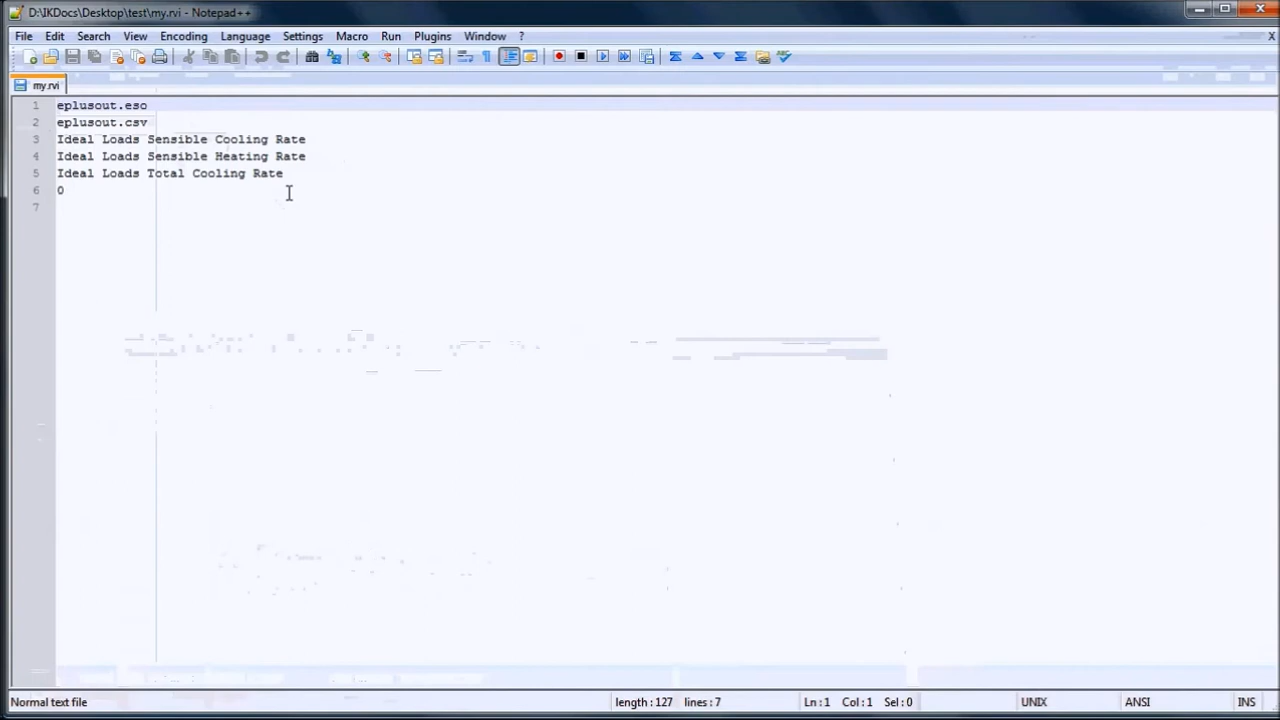 D:\IKDocs\Desktop\test\my.rvi - Notepad++
File Edit Search View Encoding Language Settings Macro Run Plugins Window ? X
my.rvi
1 eplusout.eso
2 eplusout.csv
3 Ideal Loads Sensible Cooling Rate
4 Ideal Loads Sensible Heating Rate
5 Ideal Loads Total Cooling Rate
6 0
7
Normal text file length:127 lines:7 Ln:1 Col:1 Sel:0 UNIX ANSI INS